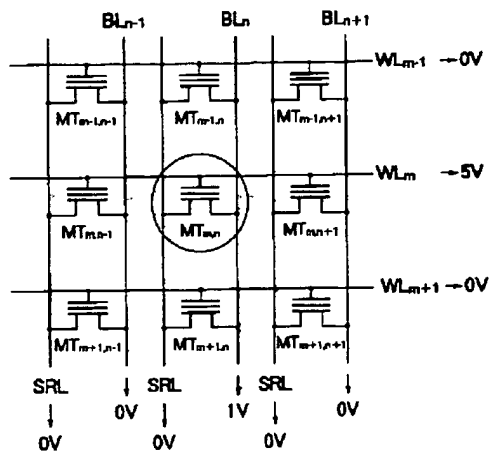 BLn-1 BLn BLn+1
WLm-1 →0V
MTm-1,n-1 MTm-1,n MTm-1,n+1
WLm →5V
MTm,n-1 MTm,n MTm,n+1
WLm+1 →0V
MTm+1,n-1 MTm+1,n MTm+1,n+1
SRL SRL SRL
0V 1V 0V
0V 0V 0V